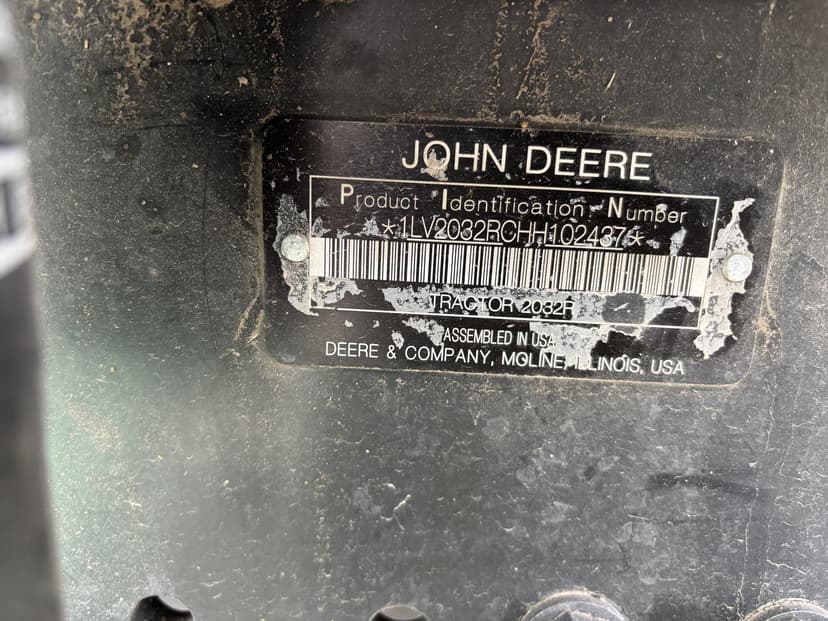 JOHN DEERE
Product Identification Number
*1LV2032RCHH102437*
TRACTOR 2032R
ASSEMBLED IN USA
DEERE & COMPANY, MOLINE, ILLINOIS, USA